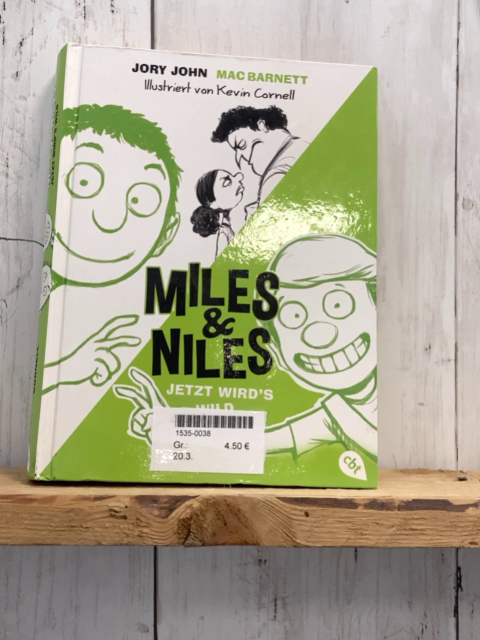 JORY JOHN MAC BARNETT
Illustriert von Kevin Cornell
MILES
&
NILES
JETZT WIRD'S
WILD
1535-0038
Gr.: 4.50 €
20.3.
cbt